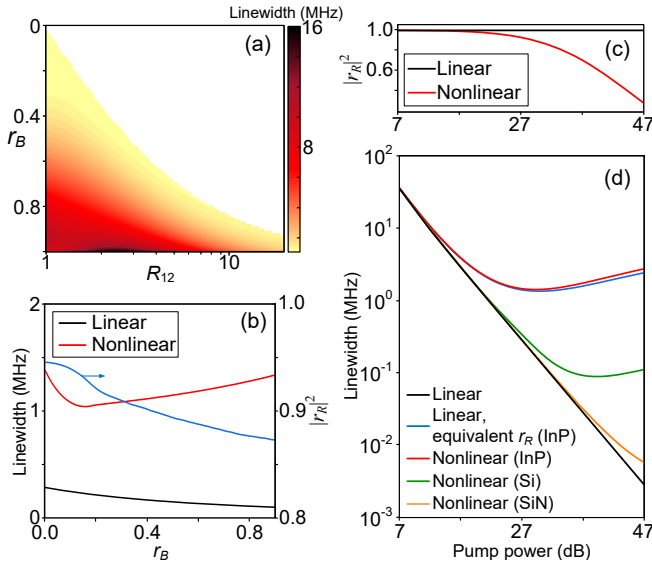 Linewidth (MHz)
(a)
0
0.4
0.8
r_B
1
10
R_12
16
8
(b)
Linear
Nonlinear
2
1
0
Linewidth (MHz)
1.0
0.9
0.8
|r_R|^2
0.0
0.4
0.8
r_B
(c)
Linear
Nonlinear
1.0
0.6
|r_R|^2
7
27
47
(d)
10^2
10^1
10^0
10^-1
10^-2
10^-3
Linewidth (MHz)
Linear
Linear,
equivalent r_R (InP)
Nonlinear (InP)
Nonlinear (Si)
Nonlinear (SiN)
7
27
47
Pump power (dB)